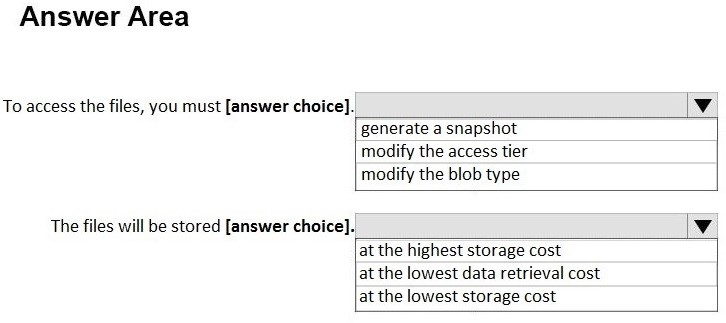 Answer Area
To access the files, you must [answer choice].
generate a snapshot
modify the access tier
modify the blob type
The files will be stored [answer choice].
at the highest storage cost
at the lowest data retrieval cost
at the lowest storage cost